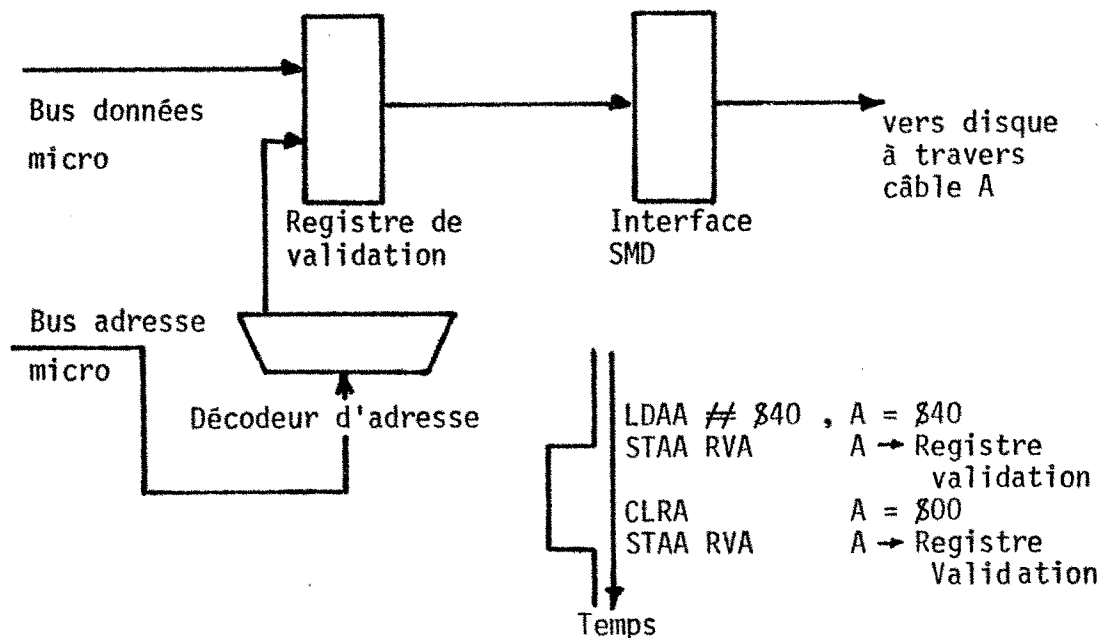 Bus données
micro
Registre de
validation
Interface
SMD
vers disque
à travers
câble A
Bus adresse
micro
Décodeur d'adresse
LDAA # $40 , A = $40
STAA RVA A → Registre
validation
CLRA A = $00
STAA RVA A → Registre
Validation
Temps